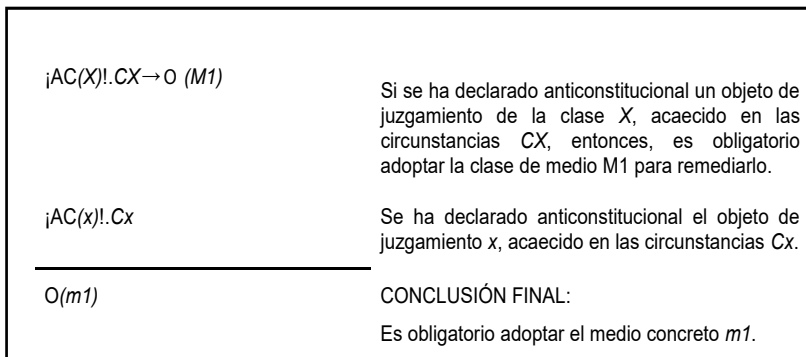 ¡AC(X)!.CX→O (M1)
Si se ha declarado anticonstitucional un objeto de
juzgamiento de la clase X, acaecido en las
circunstancias CX, entonces, es obligatorio
adoptar la clase de medio M1 para remediarlo.
¡AC(x)!.Cx
Se ha declarado anticonstitucional el objeto de
juzgamiento x, acaecido en las circunstancias Cx.
O(m1)
CONCLUSIÓN FINAL:
Es obligatorio adoptar el medio concreto m1.